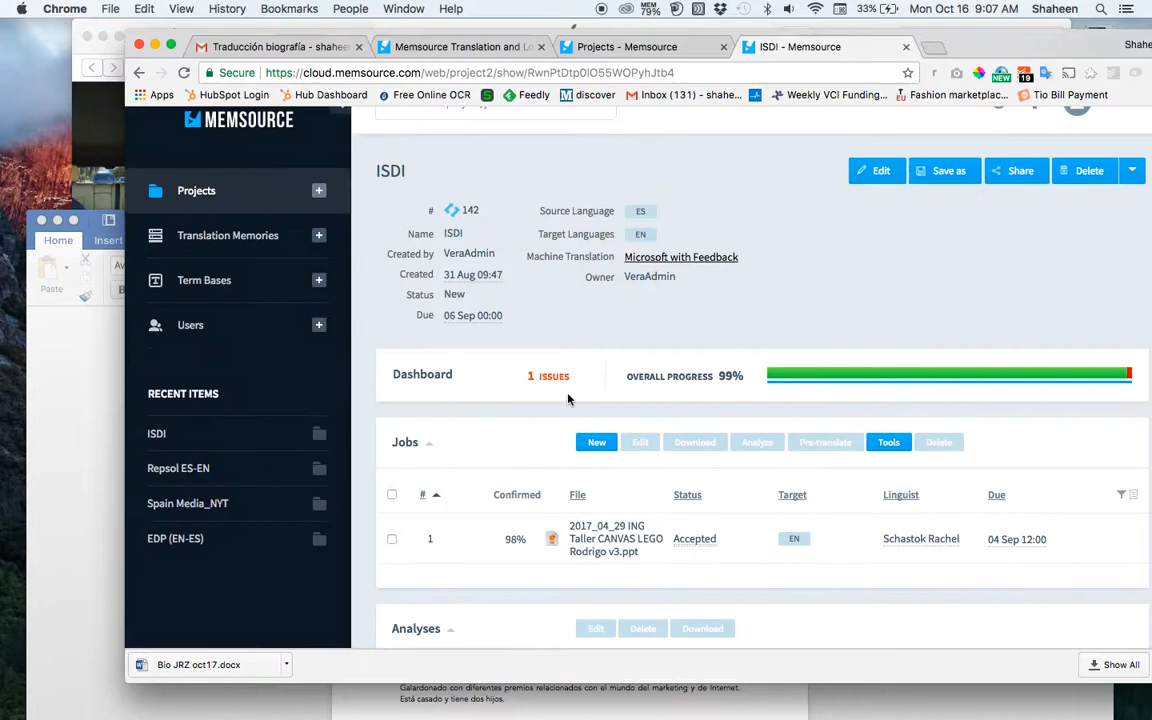 Chrome File Edit View History Bookmarks People Window Help MEM 79% 33% Mon Oct 16 9:07 AM Shaheen
Traducción biografía - shahee Memsource Translation and Lo Projects - Memsource ISDI - Memsource Shahe
Secure https://cloud.memsource.com/web/project2/show/RwnPtDtp0lO55WOPyhJtb4 NEW 19
Apps HubSpot Login Hub Dashboard Free Online OCR Feedly discover Inbox (131) - shahe... Weekly VCI Funding... Fashion marketplac... Tio Bill Payment
MEMSOURCE
ISDI
Edit Save as Share Delete
Projects
Translation Memories
Term Bases
Users
RECENT ITEMS
ISDI
Repsol ES-EN
Spain Media_NYT
EDP (EN-ES)
# 142
Name ISDI
Created by VeraAdmin
Created 31 Aug 09:47
Status New
Due 06 Sep 00:00
Source Language ES
Target Languages EN
Machine Translation Microsoft with Feedback
Owner VeraAdmin
Dashboard 1 ISSUES OVERALL PROGRESS 99%
Jobs New Edit Download Analyze Pre-translate Tools Delete
# Confirmed File Status Target Linguist Due
1 98% 2017_04_29 ING Taller CANVAS LEGO Rodrigo v3.ppt Accepted EN Schastok Rachel 04 Sep 12:00
Analyses Edit Delete Download
Home Insert
Paste
Bio JRZ oct17.docx Show All
Galardonado con diferentes premios relacionados con el mundo del marketing y de Internet.
Está casado y tiene dos hijos.